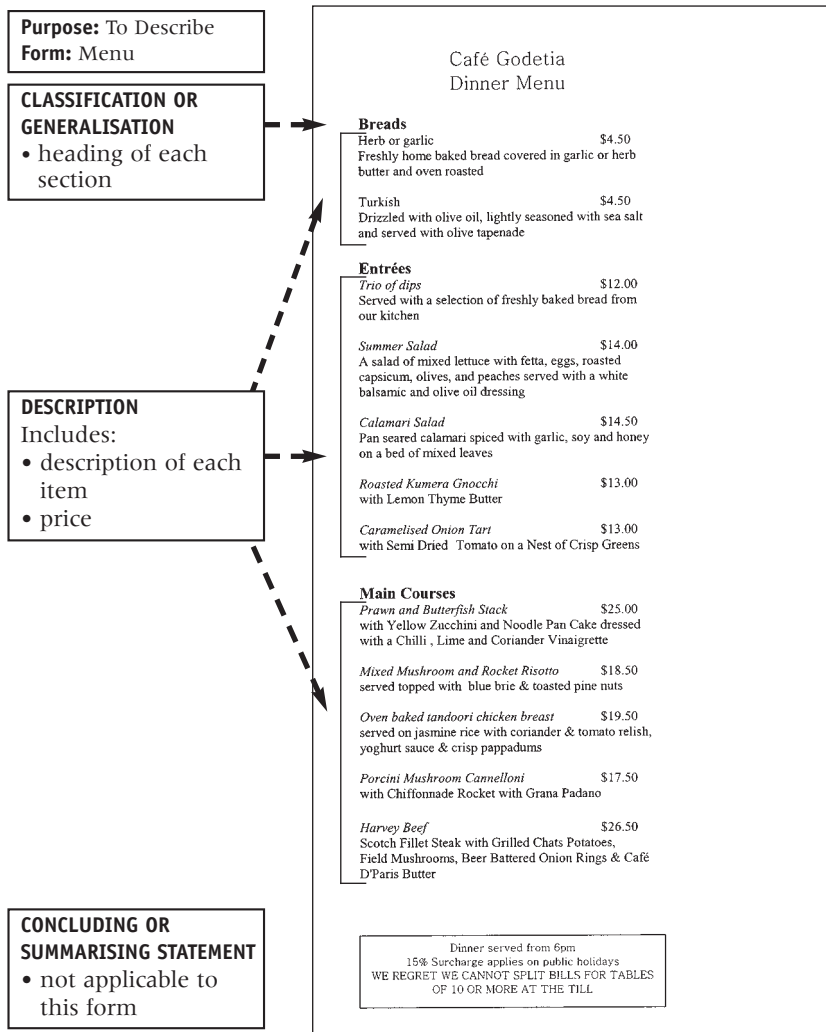 Purpose: To Describe
Form: Menu
CLASSIFICATION OR
GENERALISATION
• heading of each
section
DESCRIPTION
Includes:
• description of each
item
• price
CONCLUDING OR
SUMMARISING STATEMENT
• not applicable to
this form
Café Godetia
Dinner Menu
Breads
Herb or garlic $4.50
Freshly home baked bread covered in garlic or herb
butter and oven roasted
Turkish $4.50
Drizzled with olive oil, lightly seasoned with sea salt
and served with olive tapenade
Entrées
Trio of dips $12.00
Served with a selection of freshly baked bread from
our kitchen
Summer Salad $14.00
A salad of mixed lettuce with fetta, eggs, roasted
capsicum, olives, and peaches served with a white
balsamic and olive oil dressing
Calamari Salad $14.50
Pan seared calamari spiced with garlic, soy and honey
on a bed of mixed leaves
Roasted Kumera Gnocchi $13.00
with Lemon Thyme Butter
Caramelised Onion Tart $13.00
with Semi Dried Tomato on a Nest of Crisp Greens
Main Courses
Prawn and Butterfish Stack $25.00
with Yellow Zucchini and Noodle Pan Cake dressed
with a Chilli , Lime and Coriander Vinaigrette
Mixed Mushroom and Rocket Risotto $18.50
served topped with blue brie & toasted pine nuts
Oven baked tandoori chicken breast $19.50
served on jasmine rice with coriander & tomato relish,
yoghurt sauce & crisp pappadums
Porcini Mushroom Cannelloni $17.50
with Chiffonnade Rocket with Grana Padano
Harvey Beef $26.50
Scotch Fillet Steak with Grilled Chats Potatoes,
Field Mushrooms, Beer Battered Onion Rings & Café
D'Paris Butter
Dinner served from 6pm
15% Surcharge applies on public holidays
WE REGRET WE CANNOT SPLIT BILLS FOR TABLES
OF 10 OR MORE AT THE TILL